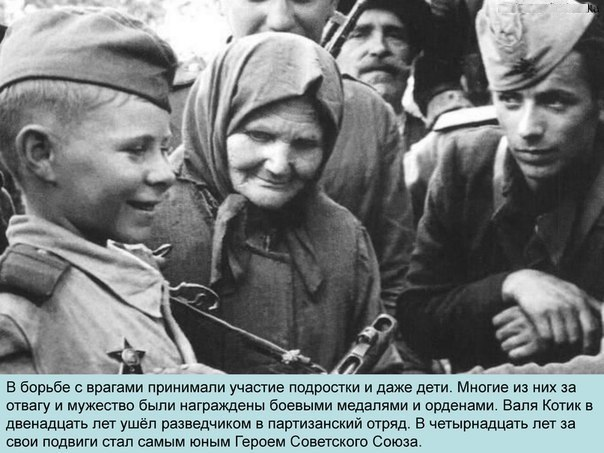 В борьбе с врагами принимали участие подростки и даже дети. Многие из них за
отвагу и мужество были награждены боевыми медалями и орденами. Валя Котик в
двенадцать лет ушёл разведчиком в партизанский отряд. В четырнадцать лет за
свои подвиги стал самым юным Героем Советского Союза.